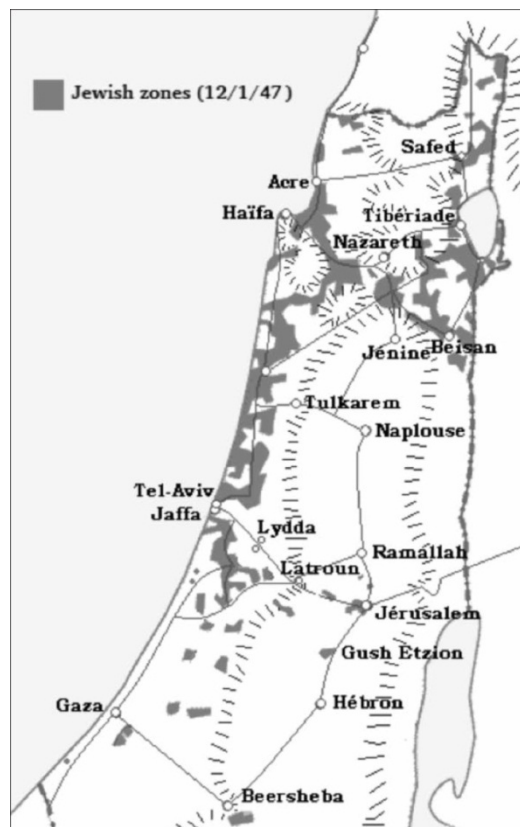 Jewish zones (12/1/47)
Safed
Acre
Haïfa
Tibériade
Nazareth
Jénine
Beisan
Tulkarem
Naplouse
Tel-Aviv
Jaffa
Lydda
Ramallah
Latroun
Jérusalem
Gush Etzion
Gaza
Hébron
Beersheba